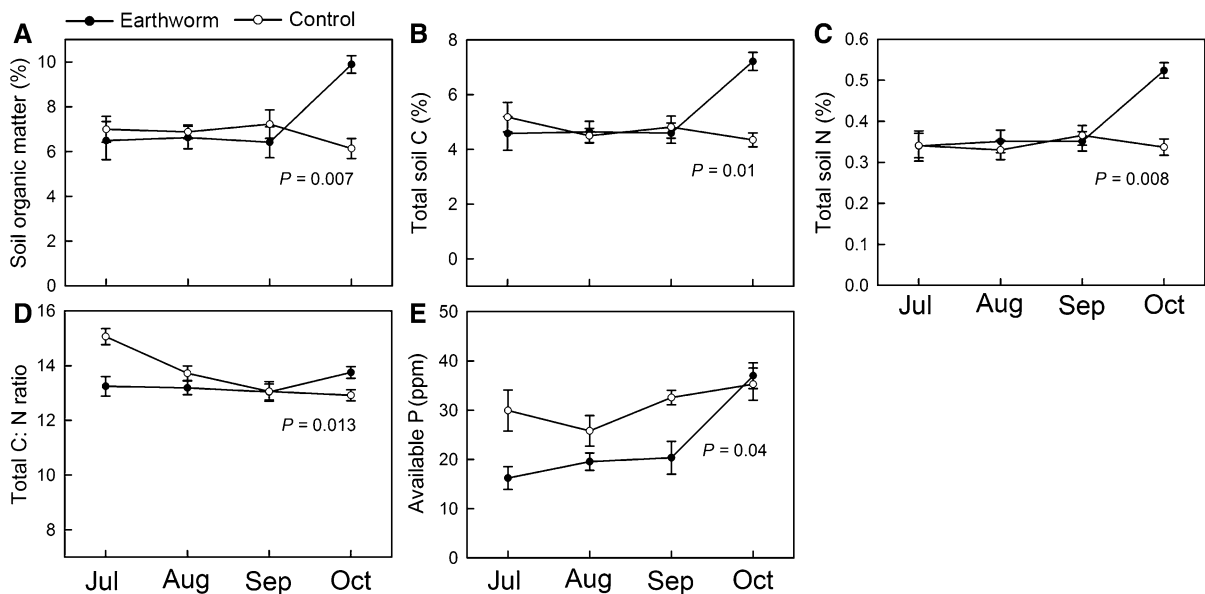 Earthworm Control
A
Soil organic matter (%)
10
8
6
4
2
0
P = 0.007
B
Total soil C (%)
8
6
4
2
0
P = 0.01
C
Total soil N (%)
0.6
0.5
0.4
0.3
0.2
0.1
0.0
P = 0.008
Jul Aug Sep Oct
D
Total C: N ratio
16
14
12
10
8
P = 0.013
Jul Aug Sep Oct
E
Available P (ppm)
50
40
30
20
10
0
P = 0.04
Jul Aug Sep Oct